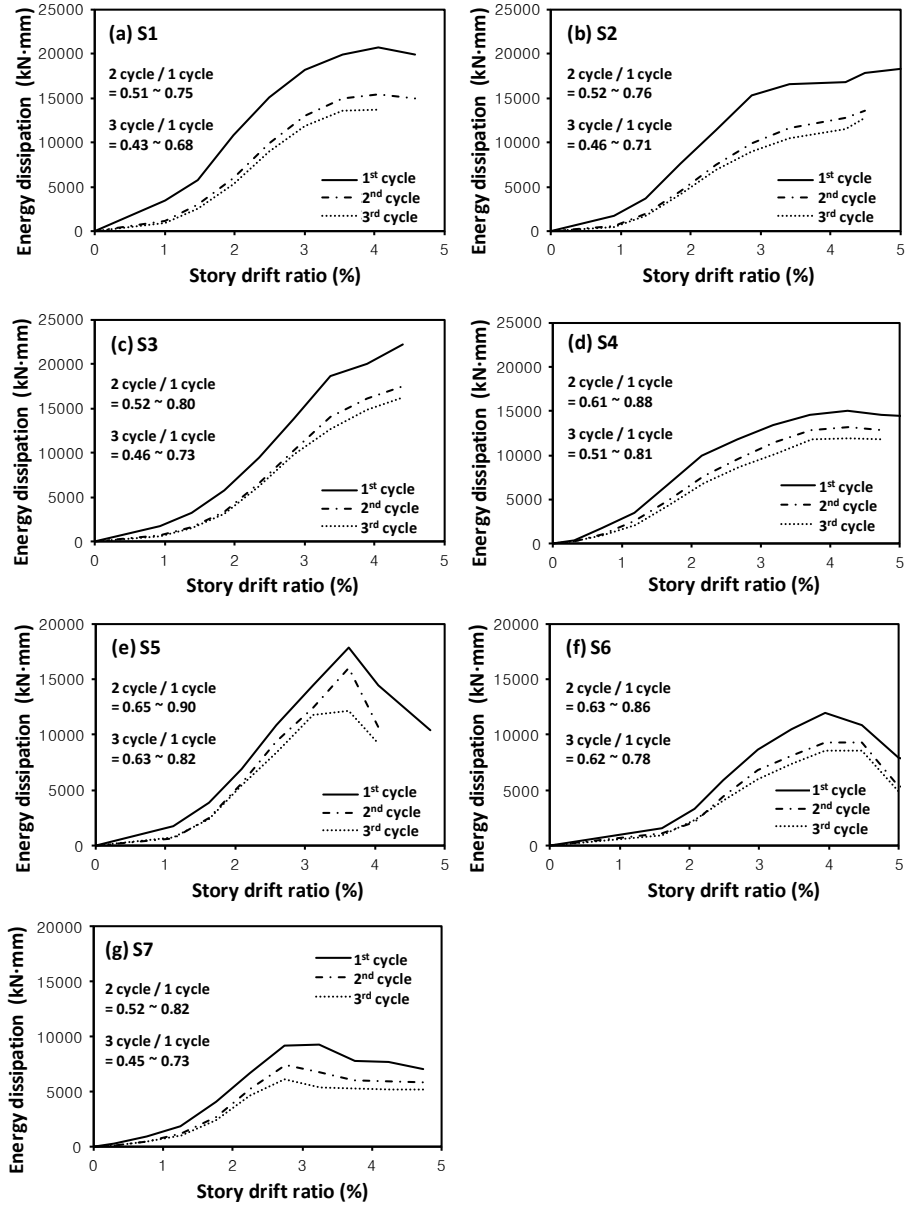 (a) S1
2 cycle / 1 cycle
= 0.51 ~ 0.75
3 cycle / 1 cycle
= 0.43 ~ 0.68
1st cycle
2nd cycle
3rd cycle
25000
20000
15000
10000
5000
0
0 1 2 3 4 5
Energy dissipation (kN·mm)
Story drift ratio (%)
(b) S2
2 cycle / 1 cycle
= 0.52 ~ 0.76
3 cycle / 1 cycle
= 0.46 ~ 0.71
1st cycle
2nd cycle
3rd cycle
25000
20000
15000
10000
5000
0
0 1 2 3 4 5
Energy dissipation (kN·mm)
Story drift ratio (%)
(c) S3
2 cycle / 1 cycle
= 0.52 ~ 0.80
3 cycle / 1 cycle
= 0.46 ~ 0.73
1st cycle
2nd cycle
3rd cycle
25000
20000
15000
10000
5000
0
0 1 2 3 4 5
Energy dissipation (kN·mm)
Story drift ratio (%)
(d) S4
2 cycle / 1 cycle
= 0.61 ~ 0.88
3 cycle / 1 cycle
= 0.51 ~ 0.81
1st cycle
2nd cycle
3rd cycle
25000
20000
15000
10000
5000
0
0 1 2 3 4 5
Energy dissipation (kN·mm)
Story drift ratio (%)
(e) S5
2 cycle / 1 cycle
= 0.65 ~ 0.90
3 cycle / 1 cycle
= 0.63 ~ 0.82
1st cycle
2nd cycle
3rd cycle
20000
15000
10000
5000
0
0 1 2 3 4 5
Energy dissipation (kN·mm)
Story drift ratio (%)
(f) S6
2 cycle / 1 cycle
= 0.63 ~ 0.86
3 cycle / 1 cycle
= 0.62 ~ 0.78
1st cycle
2nd cycle
3rd cycle
20000
15000
10000
5000
0
0 1 2 3 4 5
Energy dissipation (kN·mm)
Story drift ratio (%)
(g) S7
2 cycle / 1 cycle
= 0.52 ~ 0.82
3 cycle / 1 cycle
= 0.45 ~ 0.73
1st cycle
2nd cycle
3rd cycle
20000
15000
10000
5000
0
0 1 2 3 4 5
Energy dissipation (kN·mm)
Story drift ratio (%)